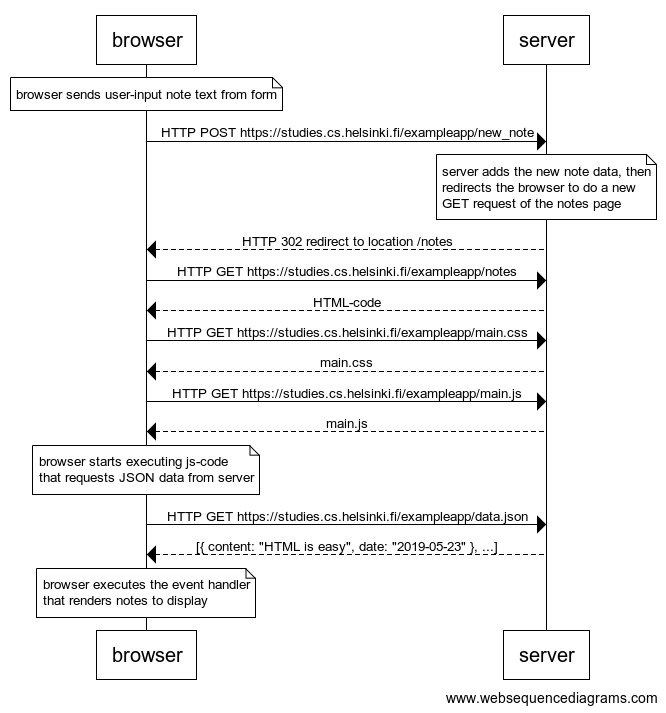 browser server
browser sends user-input note text from form
HTTP POST https://studies.cs.helsinki.fi/exampleapp/new_note
server adds the new note data, then
redirects the browser to do a new
GET request of the notes page
HTTP 302 redirect to location /notes
HTTP GET https://studies.cs.helsinki.fi/exampleapp/notes
HTML-code
HTTP GET https://studies.cs.helsinki.fi/exampleapp/main.css
main.css
HTTP GET https://studies.cs.helsinki.fi/exampleapp/main.js
main.js
browser starts executing js-code
that requests JSON data from server
HTTP GET https://studies.cs.helsinki.fi/exampleapp/data.json
[{ content: "HTML is easy", date: "2019-05-23" }, ...]
browser executes the event handler
that renders notes to display
browser server
www.websequencediagrams.com